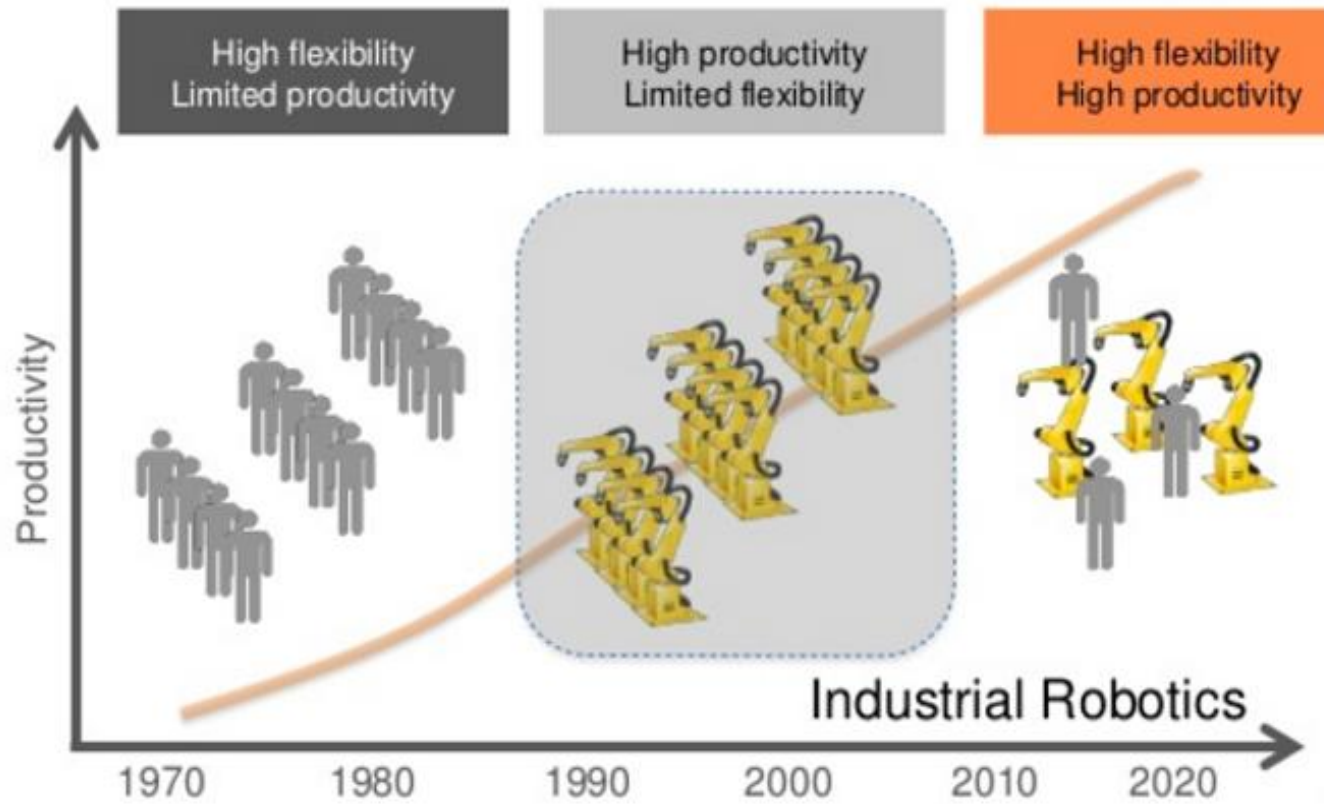 High flexibility
Limited productivity
High productivity
Limited flexibility
High flexibility
High productivity
Productivity
Industrial Robotics
1970 1980 1990 2000 2010 2020